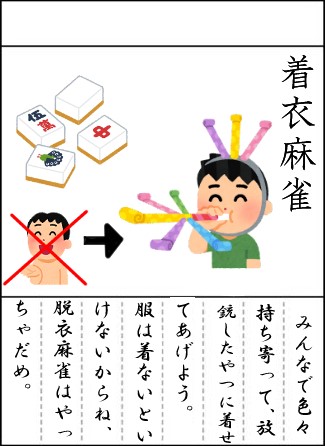 着衣麻雀
伍萬
中
みんなで色々
持ち寄って、放
銃したやつに着せ
てあげよう。
服は着ないとい
けないからね、
脱衣麻雀はやっ
ちゃだめ。